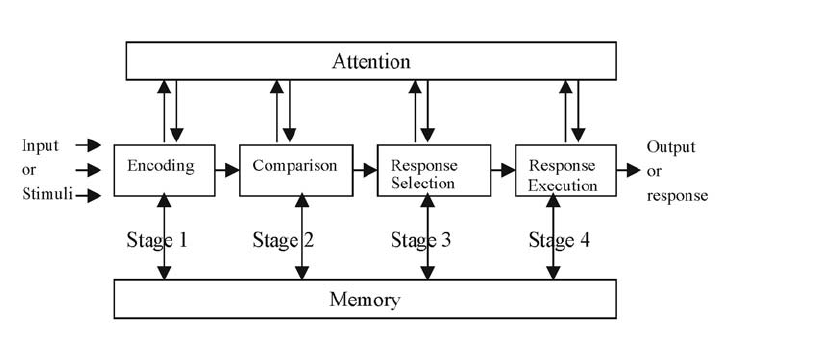 Attention
Input
or
Stimuli
Encoding
Comparison
Response
Selection
Response
Execution
Output
or
response
Stage 1
Stage 2
Stage 3
Stage 4
Memory